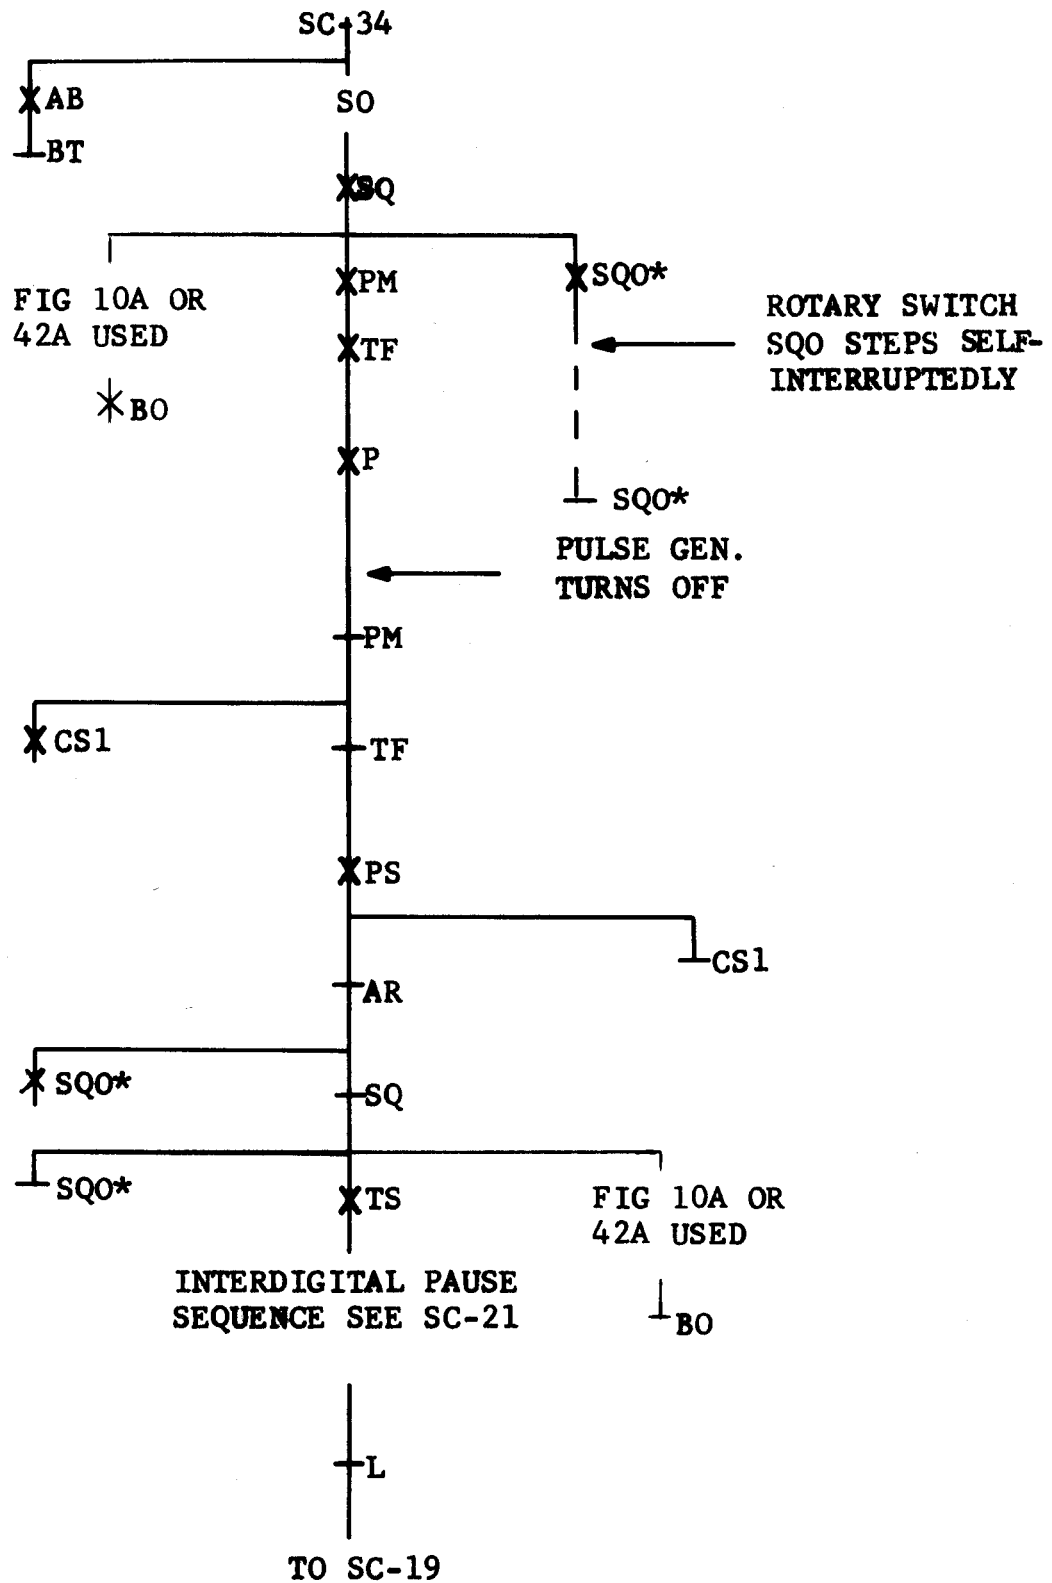 SC-34
AB
SO
BT
SQ
PM
SQO*
FIG 10A OR
42A USED
ROTARY SWITCH
SQO STEPS SELF-
INTERRUPTEDLY
TF
BO
P
SQO*
PULSE GEN.
TURNS OFF
PM
CS1
TF
PS
CS1
AR
SQO*
SQ
SQO*
TS
FIG 10A OR
42A USED
INTERDIGITAL PAUSE
SEQUENCE SEE SC-21
BO
L
TO SC-19